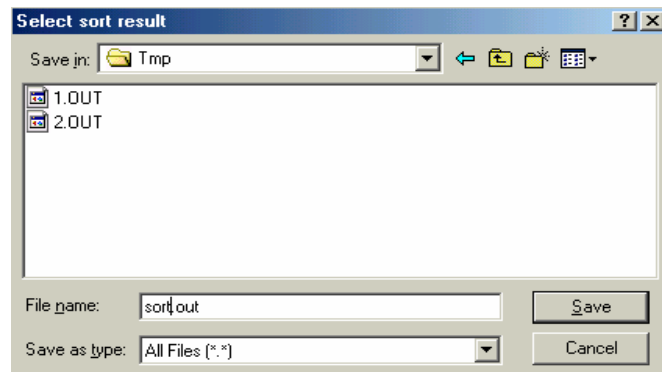 Select sort result
Save in: Tmp
1.OUT
2.OUT
File name: sort.out Save
Save as type: All Files (*.*) Cancel